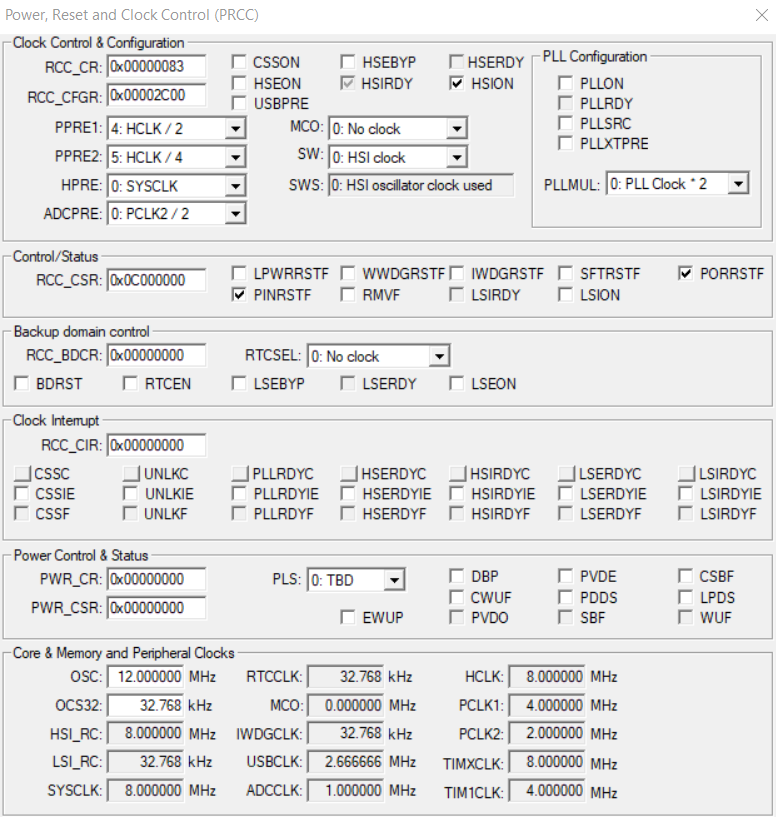 Power, Reset and Clock Control (PRCC)
Clock Control & Configuration
RCC_CR: 0x00000083 CSSON HSEBYP HSERDY PLL Configuration
HSEON HSIRDY HSION PLLON
RCC_CFGR: 0x00002C00 USBPRE PLLRDY
PPRE1: 4: HCLK / 2 MCO: 0: No clock PLLSRC
PPRE2: 5: HCLK / 4 SW: 0: HSI clock PLLXTPRE
HPRE: 0: SYSCLK SWS: 0: HSI oscillator clock used PLLMUL: 0: PLL Clock * 2
ADCPRE: 0: PCLK2 / 2
Control/Status
RCC_CSR: 0x0C000000 LPWRRSTF WWDGRSTF IWDGRSTF SFTRSTF PORRSTF
PINRSTF RMVF LSIRDY LSION
Backup domain control
RCC_BDCR: 0x00000000 RTCSEL: 0: No clock
BDRST RTCEN LSEBYP LSERDY LSEON
Clock Interrupt
RCC_CIR: 0x00000000
CSSC UNLKC PLLRDYC HSERDYC HSIRDYC LSERDYC LSIRDYC
CSSIE UNLKIE PLLRDYIE HSERDYIE HSIRDYIE LSERDYIE LSIRDYIE
CSSF UNLKF PLLRDYF HSERDYF HSIRDYF LSERDYF LSIRDYF
Power Control & Status
PWR_CR: 0x00000000 PLS: 0: TBD DBP PVDE CSBF
PWR_CSR: 0x00000000 CWUF PDDS LPDS
EWUP PVDO SBF WUF
Core & Memory and Peripheral Clocks
OSC: 12.000000 MHz RTCCLK: 32.768 kHz HCLK: 8.000000 MHz
OCS32: 32.768 kHz MCO: 0.000000 MHz PCLK1: 4.000000 MHz
HSI_RC: 8.000000 MHz IWDGCLK: 32.768 kHz PCLK2: 2.000000 MHz
LSI_RC: 32.768 kHz USBCLK: 2.666666 MHz TIMXCLK: 8.000000 MHz
SYSCLK: 8.000000 MHz ADCCLK: 1.000000 MHz TIM1CLK: 4.000000 MHz